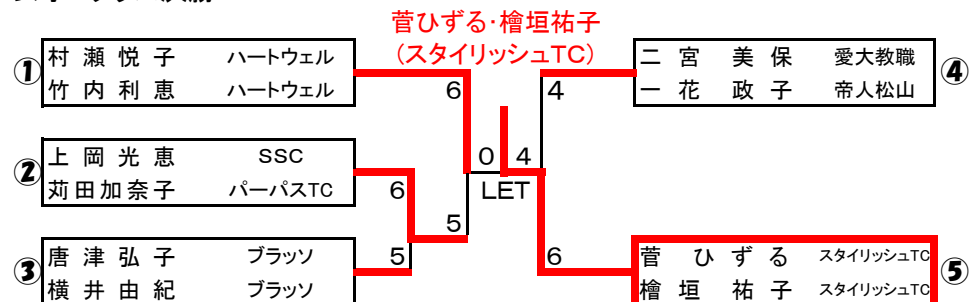 菅ひずる・檜垣祐子
(スタイリッシュTC)
① 村瀬悦子 ハートウェル
竹内利恵 ハートウェル
6
4
二宮美保 愛大教職 ④
一花政子 帝人松山
② 上岡光恵 SSC
苅田加奈子 パーパスTC
6
0 4
LET
5
③ 唐津弘子 ブラッソ
横井由紀 ブラッソ
5
6
菅ひずる スタイリッシュTC ⑤
檜垣祐子 スタイリッシュTC